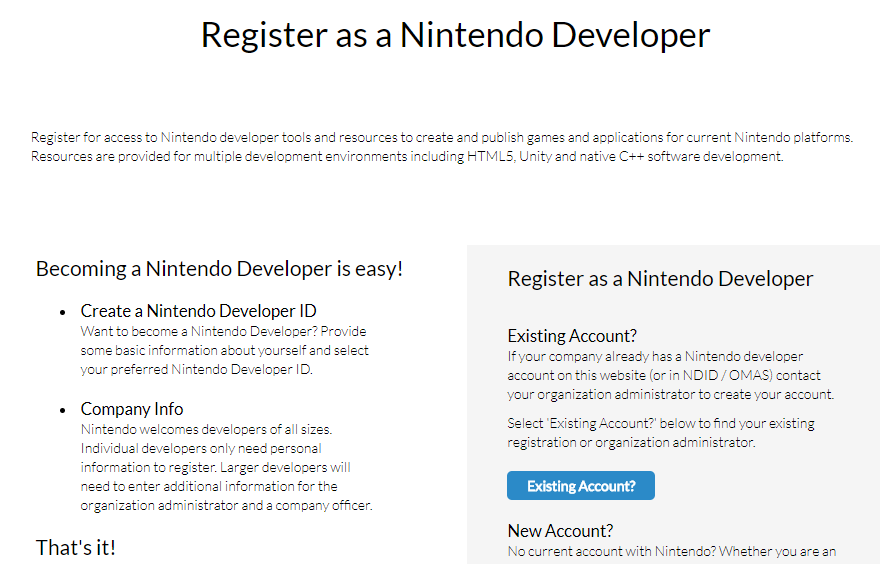 Register as a Nintendo Developer
Register for access to Nintendo developer tools and resources to create and publish games and applications for current Nintendo platforms.
Resources are provided for multiple development environments including HTML5, Unity and native C++ software development.
Becoming a Nintendo Developer is easy!
Create a Nintendo Developer ID
Want to become a Nintendo Developer? Provide
some basic information about yourself and select
your preferred Nintendo Developer ID.
Company Info
Nintendo welcomes developers of all sizes.
Individual developers only need personal
information to register. Larger developers will
need to enter additional information for the
organization administrator and a company officer.
That's it!
Register as a Nintendo Developer
Existing Account?
If your company already has a Nintendo developer
account on this website (or in NDID / OMAS) contact
your organization administrator to create your account.
Select 'Existing Account?' below to find your existing
registration or organization administrator.
Existing Account?
New Account?
No current account with Nintendo? Whether you are an